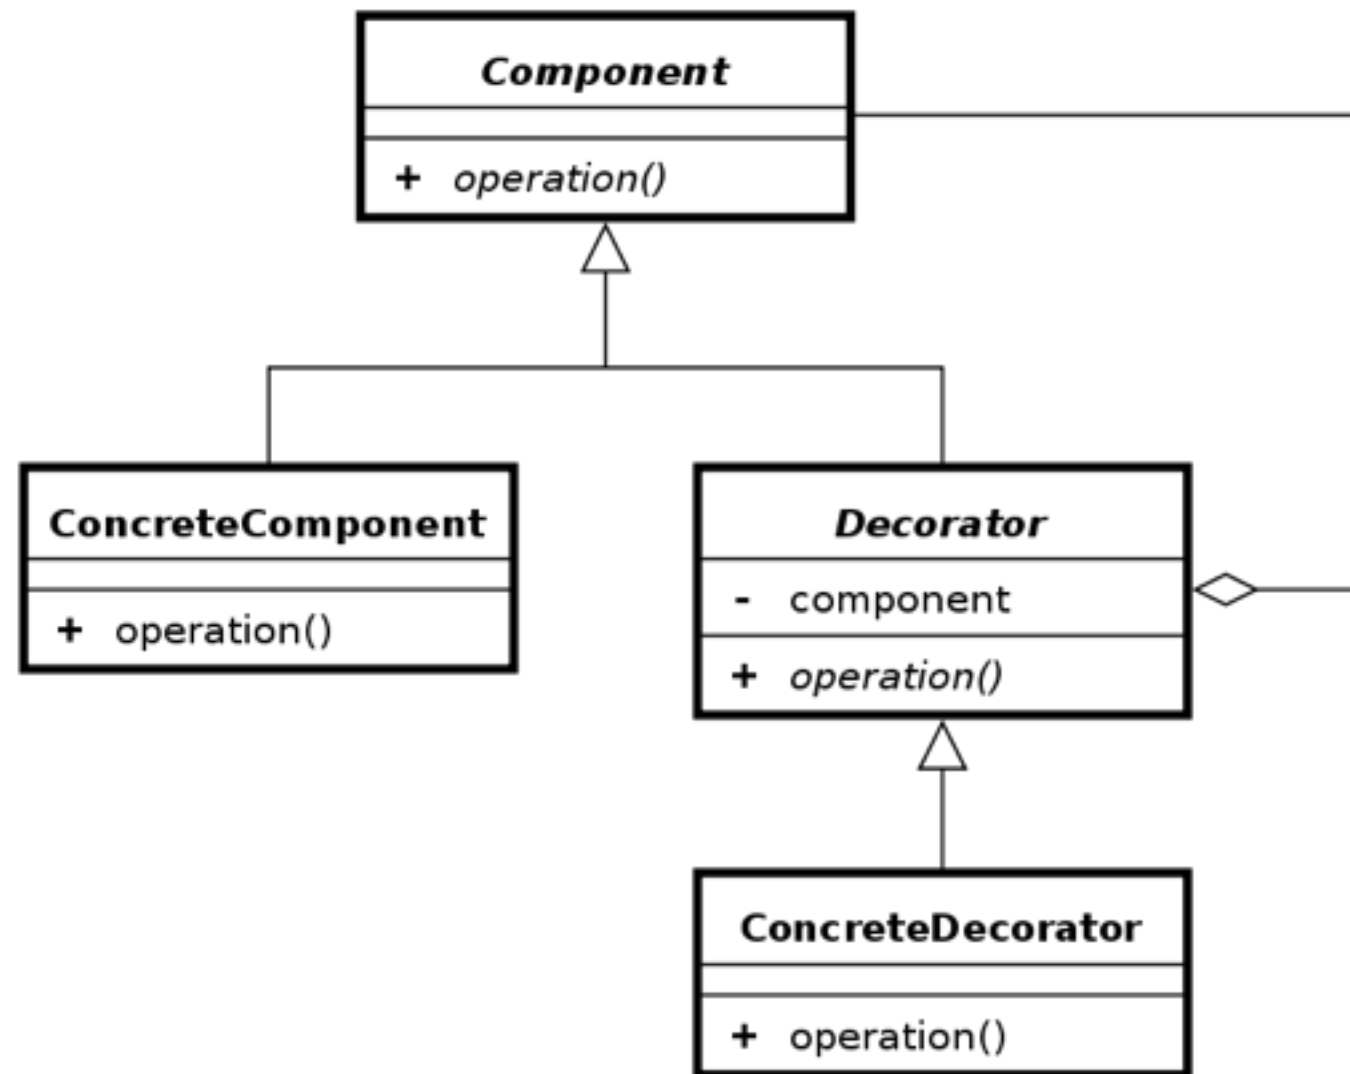 Component
+ operation()
ConcreteComponent
+ operation()
Decorator
- component
+ operation()
ConcreteDecorator
+ operation()